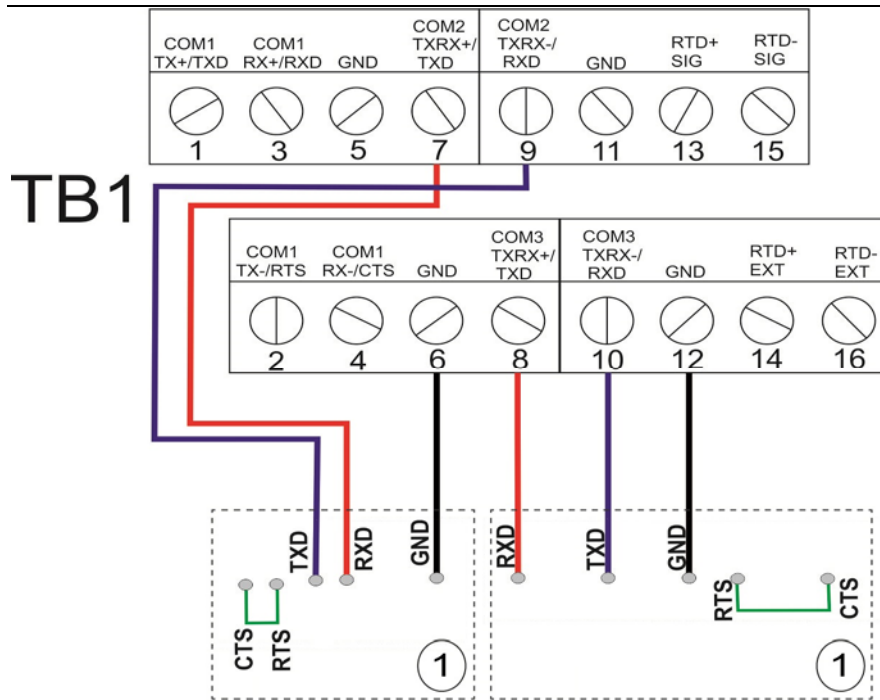 COM1 TX+/TXD
COM1 RX+/RXD
GND
COM2 TXRX+/ TXD
COM2 TXRX-/ RXD
GND
RTD+ SIG
RTD- SIG
1 3 5 7 9 11 13 15
TB1
COM1 TX-/RTS
COM1 RX-/CTS
GND
COM3 TXRX+/ TXD
COM3 TXRX-/ RXD
GND
RTD+ EXT
RTD- EXT
2 4 6 8 10 12 14 16
CTS
RTS
TXD
RXD
GND
1
RXD
TXD
GND
RTS
CTS
1